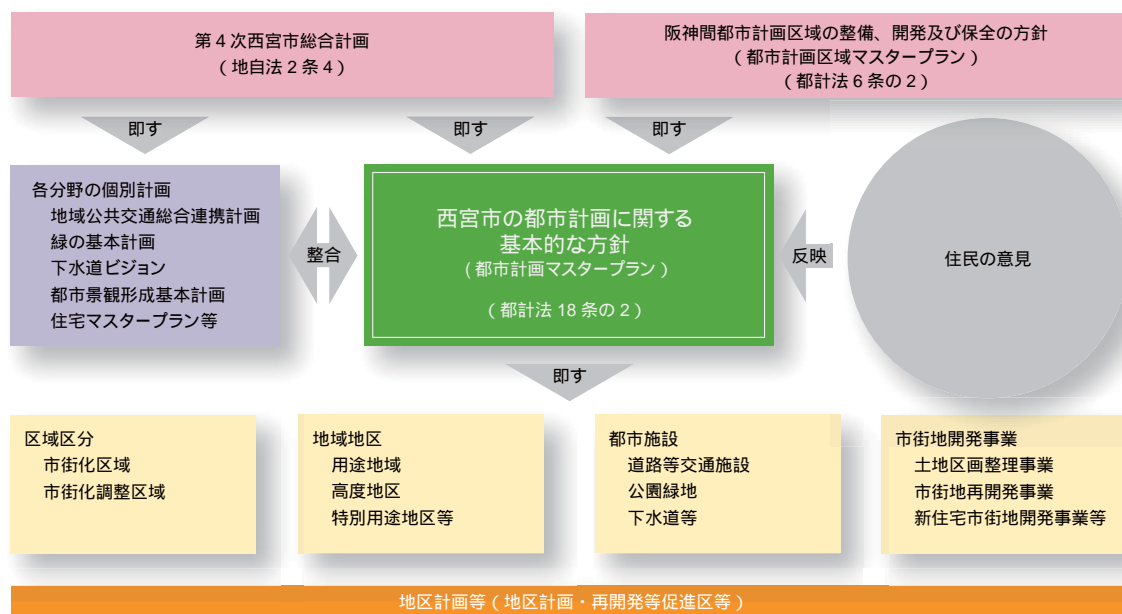 第4次西宮市総合計画
(地自法2条4)
阪神間都市計画区域の整備、開発及び保全の方針
(都市計画区域マスタープラン)
(都計法6条の2)
即す
即す
即す
各分野の個別計画
地域公共交通総合連携計画
緑の基本計画
下水道ビジョン
都市景観形成基本計画
住宅マスタープラン等
整合
西宮市の都市計画に関する
基本的な方針
(都市計画マスタープラン)
(都計法18条の2)
反映
住民の意見
即す
区域区分
市街化区域
市街化調整区域
地域地区
用途地域
高度地区
特別用途地区等
都市施設
道路等交通施設
公園緑地
下水道等
市街地開発事業
土地区画整理事業
市街地再開発事業
新住宅市街地開発事業等
地区計画等(地区計画・再開発等促進区等)